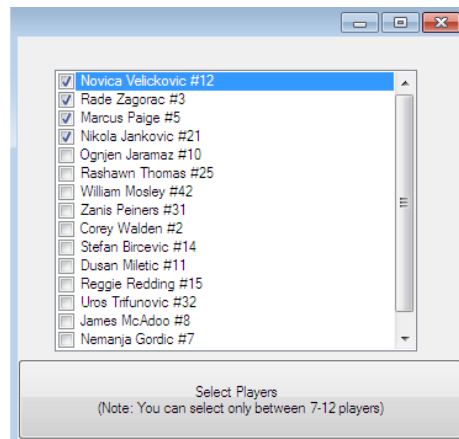 Novica Velickovic #12
Rade Zagorac #3
Marcus Paige #5
Nikola Jankovic #21
Ognjen Jaramaz #10
Rashawn Thomas #25
William Mosley #42
Zanis Peiners #31
Corey Walden #2
Stefan Bircevic #14
Dusan Miletic #11
Reggie Redding #15
Uros Trifunovic #32
James McAdoo #8
Nemanja Gordic #7
Select Players
(Note: You can select only between 7-12 players)